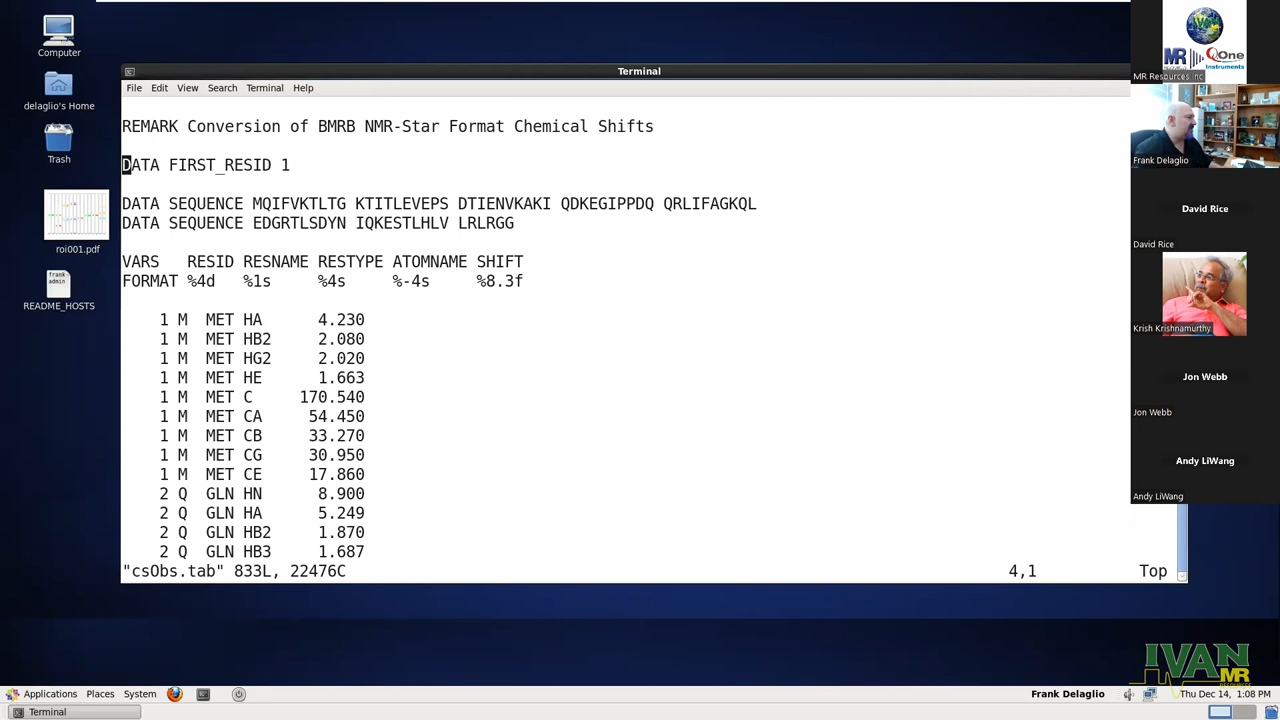 Computer
delaglio's Home
Trash
roi001.pdf
frank
admin
README_HOSTS
Terminal
File Edit View Search Terminal Help
REMARK Conversion of BMRB NMR-Star Format Chemical Shifts
DATA FIRST_RESID 1
DATA SEQUENCE MQIFVKTLTG KTITLEVEPS DTIENVKAKI QDKEGIPPDQ QRLIFAGKQL
DATA SEQUENCE EDGRTLSDYN IQKESTLHLV LRLRGG
VARS RESID RESNAME RESTYPE ATOMNAME SHIFT
FORMAT %4d %1s %4s %-4s %8.3f
1 M MET HA 4.230
1 M MET HB2 2.080
1 M MET HG2 2.020
1 M MET HE 1.663
1 M MET C 170.540
1 M MET CA 54.450
1 M MET CB 33.270
1 M MET CG 30.950
1 M MET CE 17.860
2 Q GLN HN 8.900
2 Q GLN HA 5.249
2 Q GLN HB2 1.870
2 Q GLN HB3 1.687
"csObs.tab" 833L, 22476C 4,1 Top
MR QOne
Instruments
MR Resources Inc
Frank Delaglio
David Rice
David Rice
Krish Krishnamurthy
Jon Webb
Jon Webb
Andy LiWang
Andy LiWang
IVAN
MR
RESOURCES
Applications Places System Frank Delaglio Thu Dec 14, 1:08 PM
Terminal